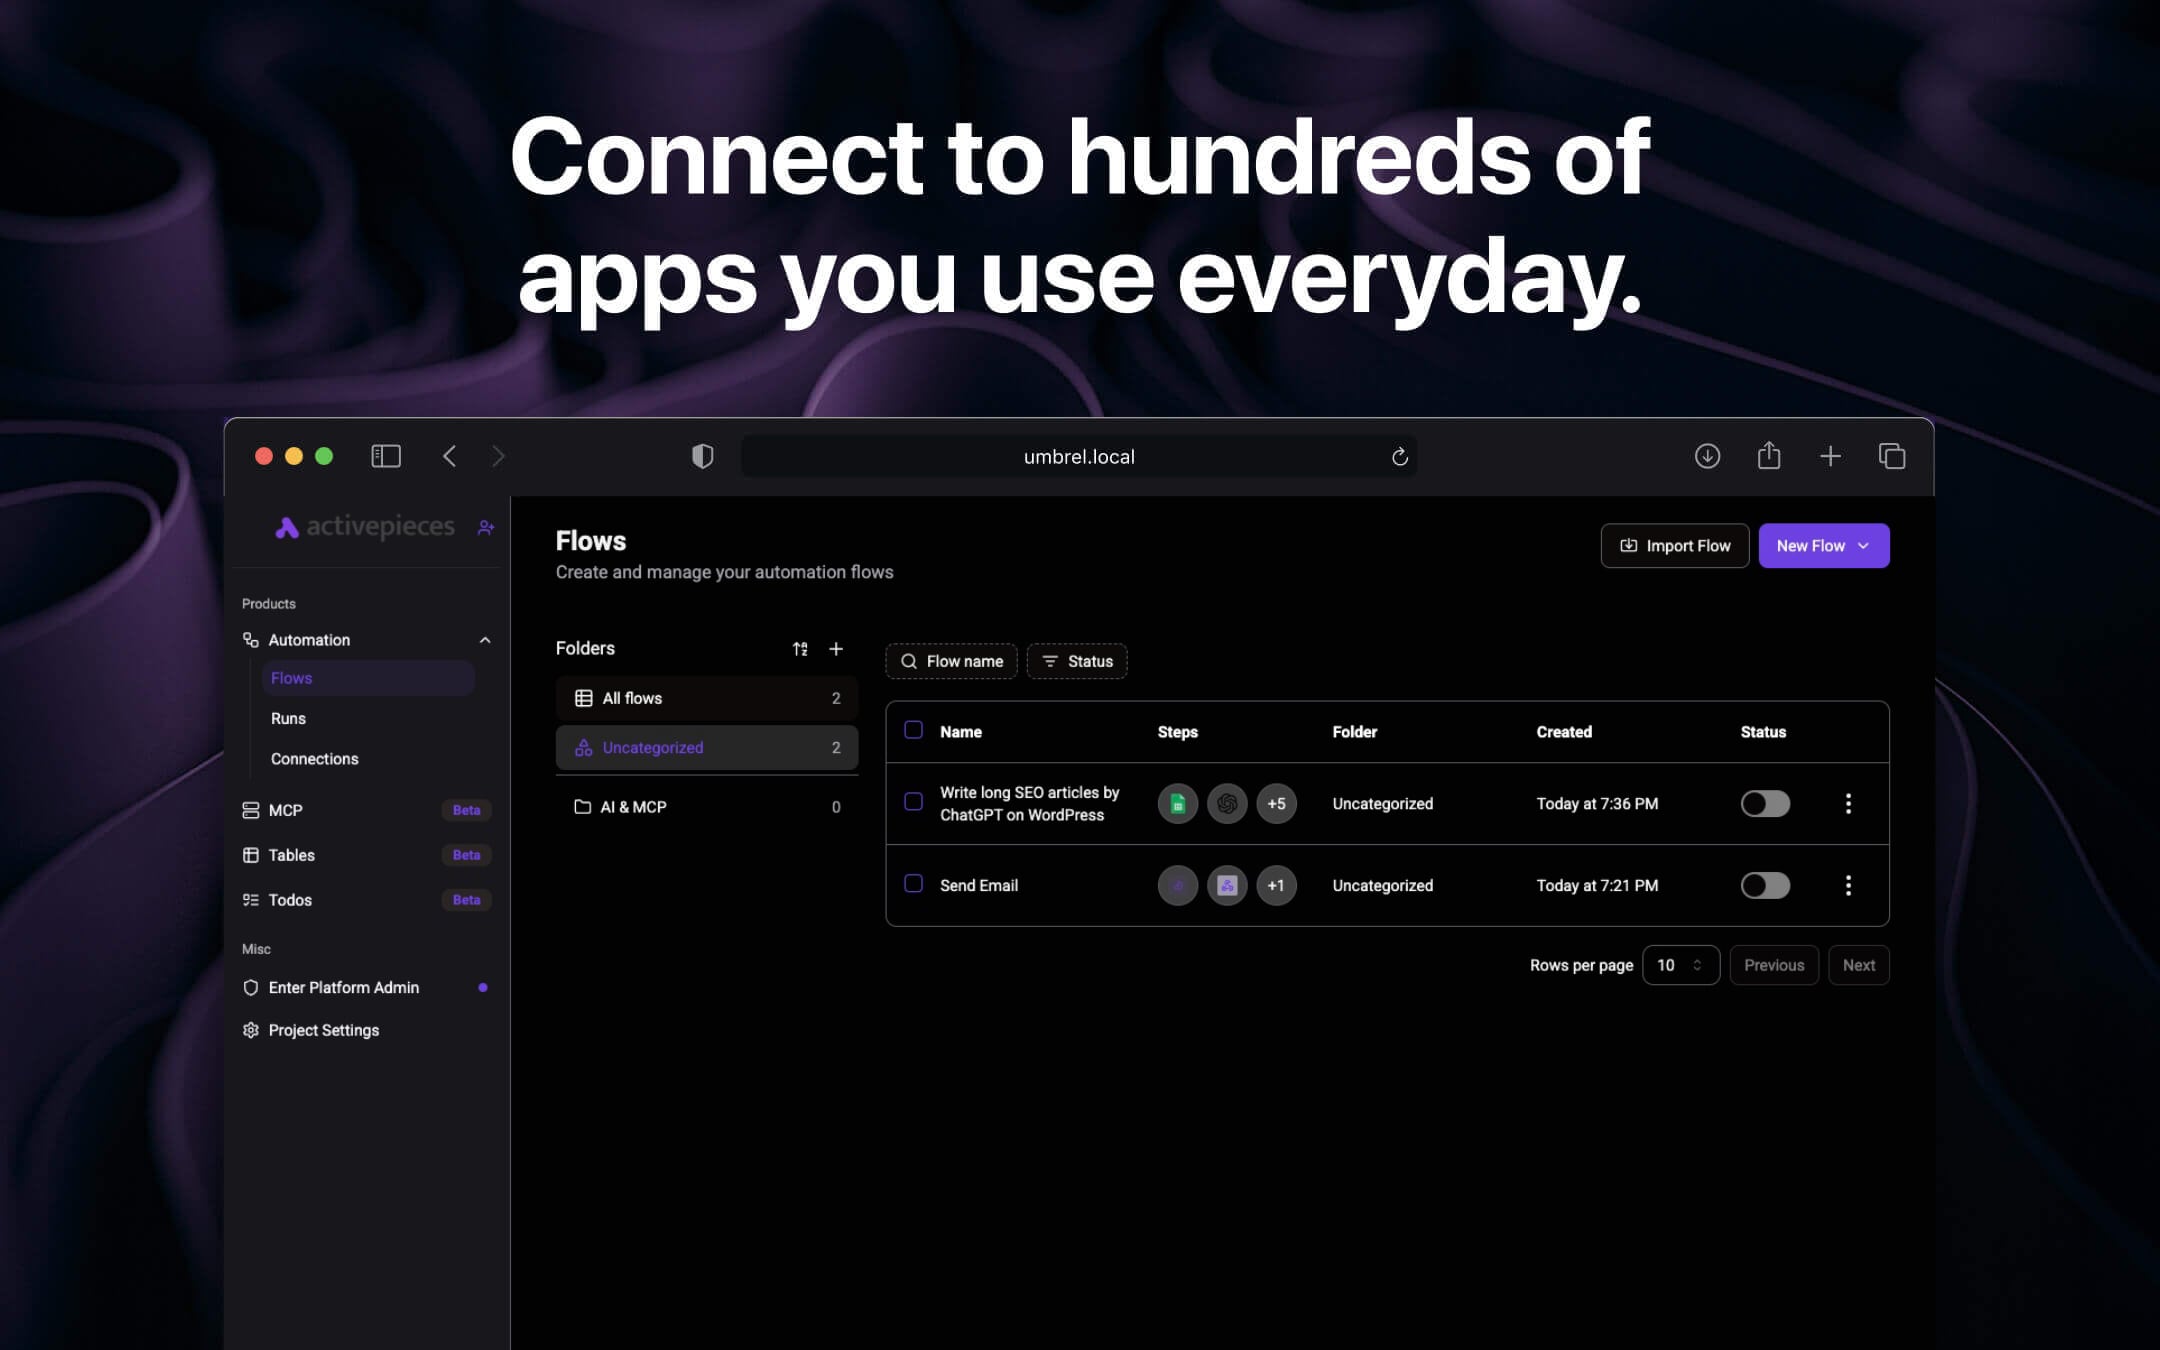 Connect to hundreds of
apps you use everyday.
umbrel.local
activepieces
Flows
Create and manage your automation flows
Import Flow
New Flow
Products
Automation
Flows
Runs
Connections
MCP Beta
Tables Beta
Todos Beta
Misc
Enter Platform Admin
Project Settings
Folders
All flows 2
Uncategorized 2
AI & MCP 0
Flow name
Status
Name Steps Folder Created Status
Write long SEO articles by
ChatGPT on WordPress
+5 Uncategorized Today at 7:36 PM
Send Email +1 Uncategorized Today at 7:21 PM
Rows per page 10 Previous Next